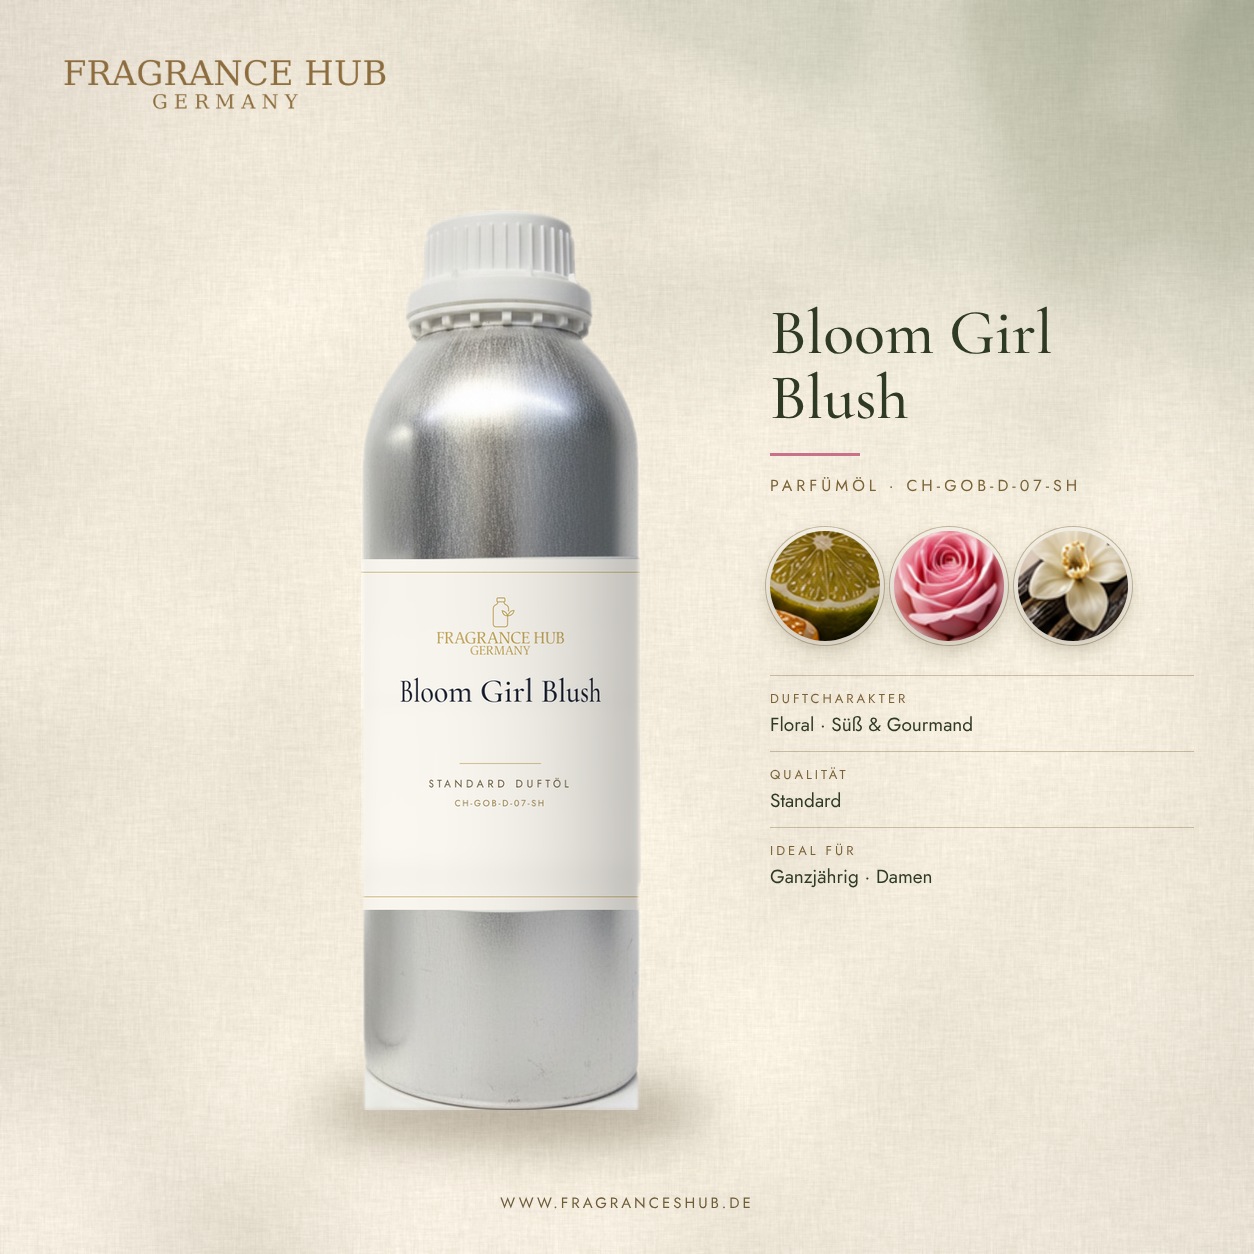 FRAGRANCE HUB
GERMANY
Bloom Girl
Blush
PARFÜMÖL · CH-GOB-D-07-SH
FRAGRANCE HUB
GERMANY
Bloom Girl Blush
STANDARD DUFTÖL
CH-GOB-D-07-SH
DUFTCHARAKTER
Floral · Süß & Gourmand
QUALITÄT
Standard
IDEAL FÜR
Ganzjährig · Damen
WWW.FRAGRANCESHUB.DE